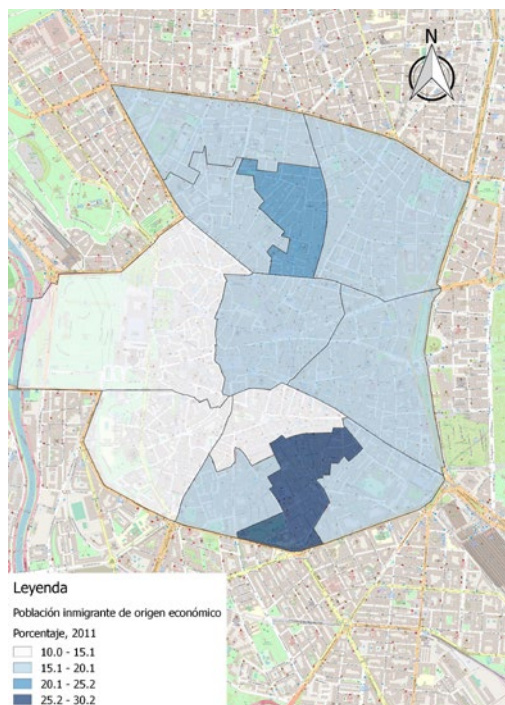 N
Leyenda
Población inmigrante de origen económico
Porcentaje, 2011
10.0 - 15.1
15.1 - 20.1
20.1 - 25.2
25.2 - 30.2